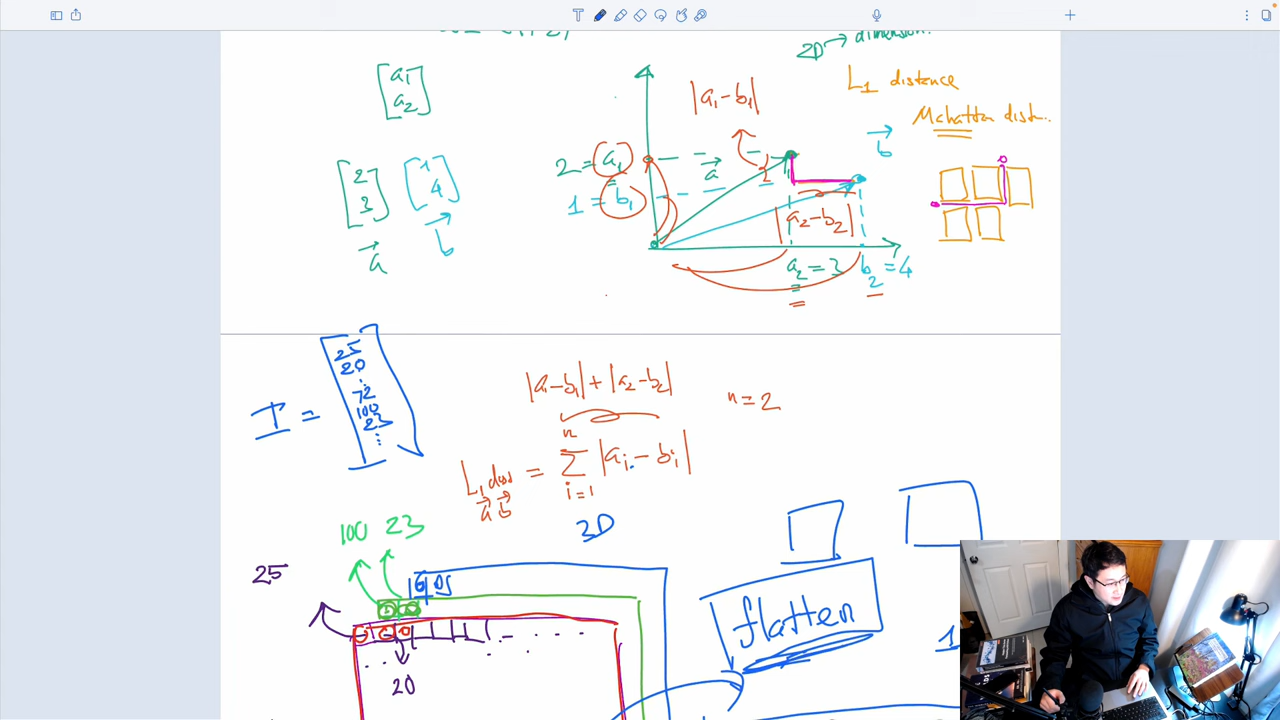 2D → dimension.
[a1
a2]
L1 distance
Mehatten dist...
|a1-b1|
2 = a1
1 = b1
a
b
[2
3]
a
[1
4]
b
|a2-b2|
a2 = 3
b2 = 4
I = [25
20
:
72
100
23
:]
|a1-b1| + |a2-b2|
n = 2
n
L1 = Σ |ai - bi|
i=1
a b
3D
100 23
25
20
flatten
1